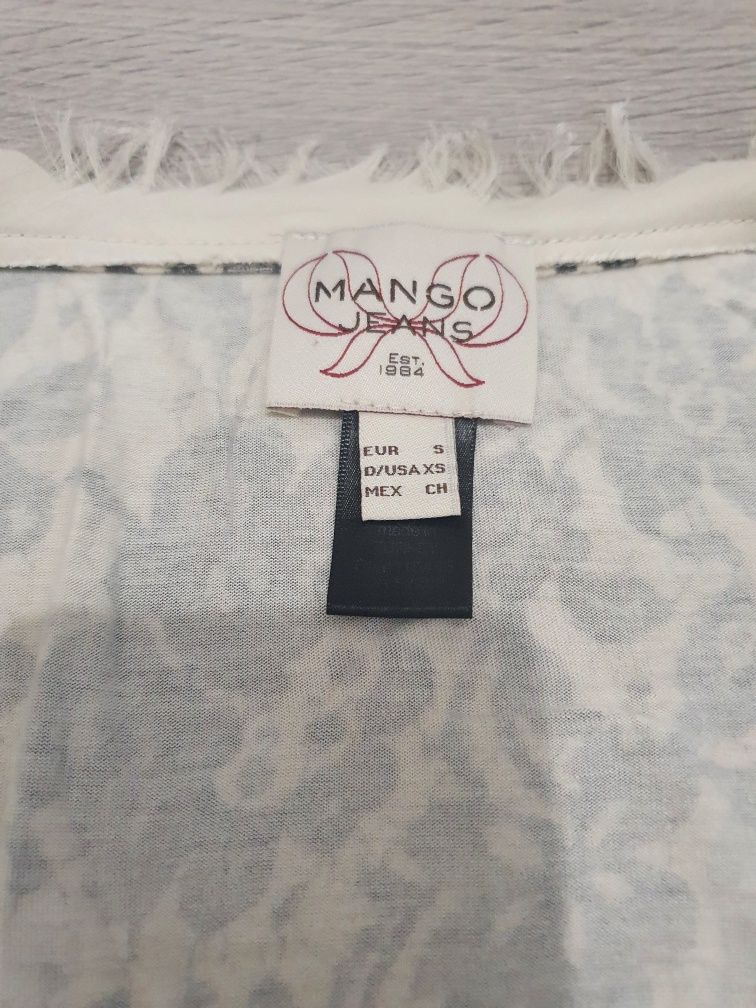 MANGO
JEANS
EST.
1984
EUR S
D/USA XS
MEX CH